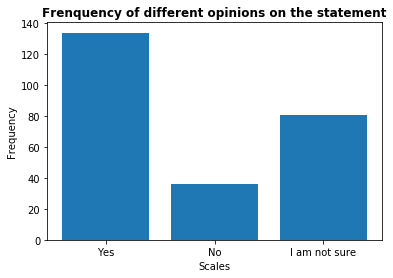 Frenquency of different opinions on the statement
140
120
100
80
60
40
20
0
Frequency
Yes
No
I am not sure
Scales